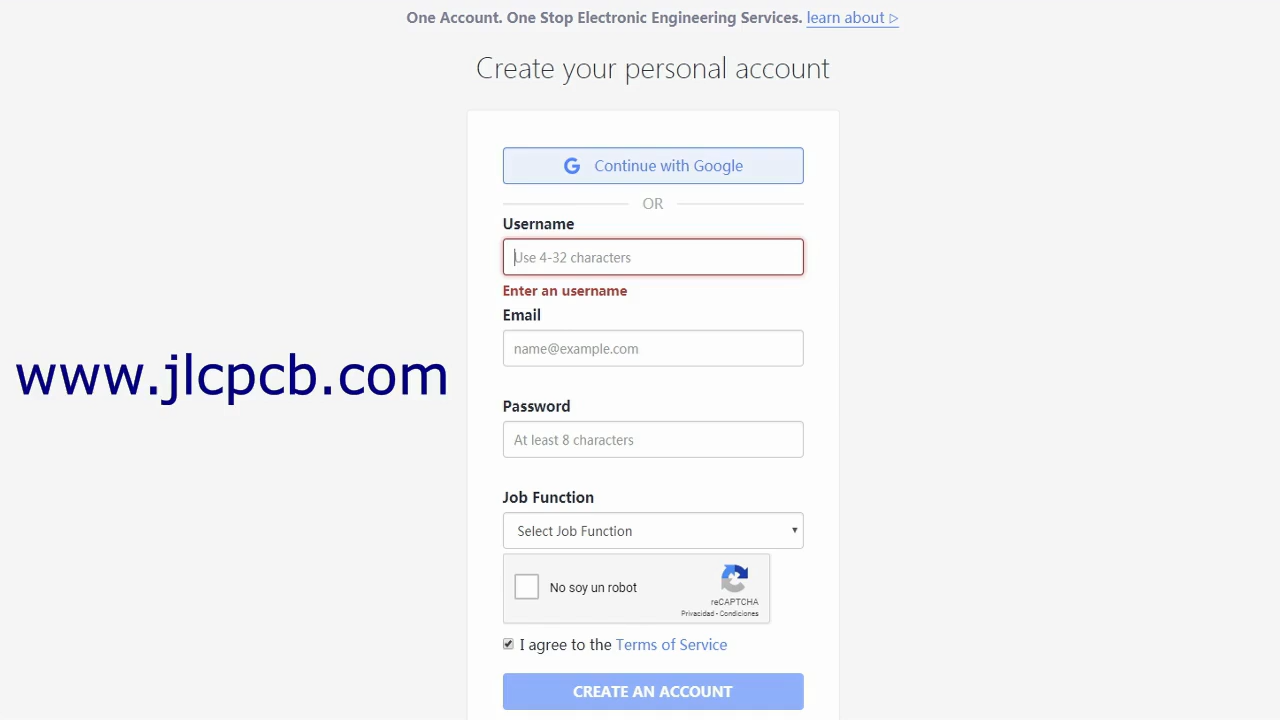 One Account. One Stop Electronic Engineering Services. learn about ▷
Create your personal account
Continue with Google
OR
Username
Use 4-32 characters
Enter an username
Email
name@example.com
www.jlcpcb.com
Password
At least 8 characters
Job Function
Select Job Function
No soy un robot
reCAPTCHA
Privacidad - Condiciones
I agree to the Terms of Service
CREATE AN ACCOUNT